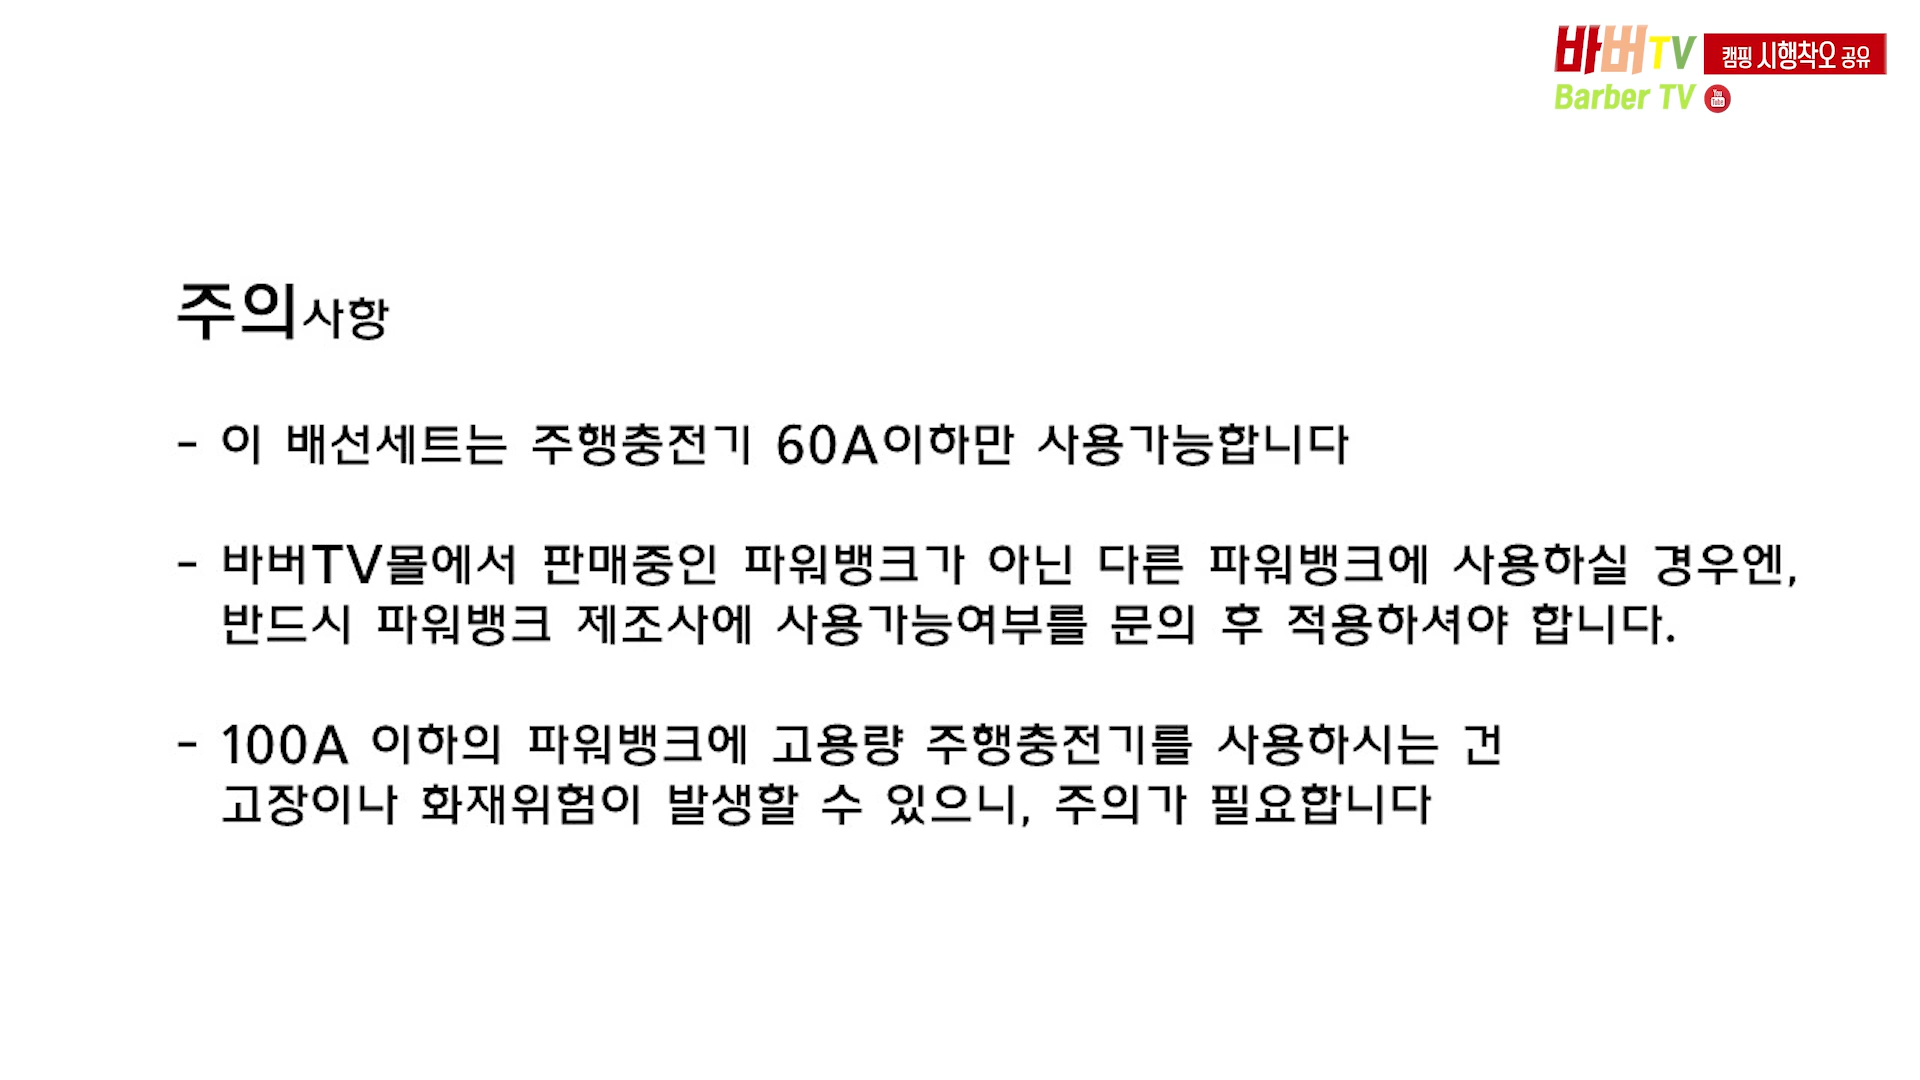 바버TV 캠핑 시행착오 공유
Barber TV You Tube
주의사항
- 이 배선세트는 주행충전기 60A이하만 사용가능합니다
- 바버TV몰에서 판매중인 파워뱅크가 아닌 다른 파워뱅크에 사용하실 경우엔,
반드시 파워뱅크 제조사에 사용가능여부를 문의 후 적용하셔야 합니다.
- 100A 이하의 파워뱅크에 고용량 주행충전기를 사용하시는 건
고장이나 화재위험이 발생할 수 있으니, 주의가 필요합니다